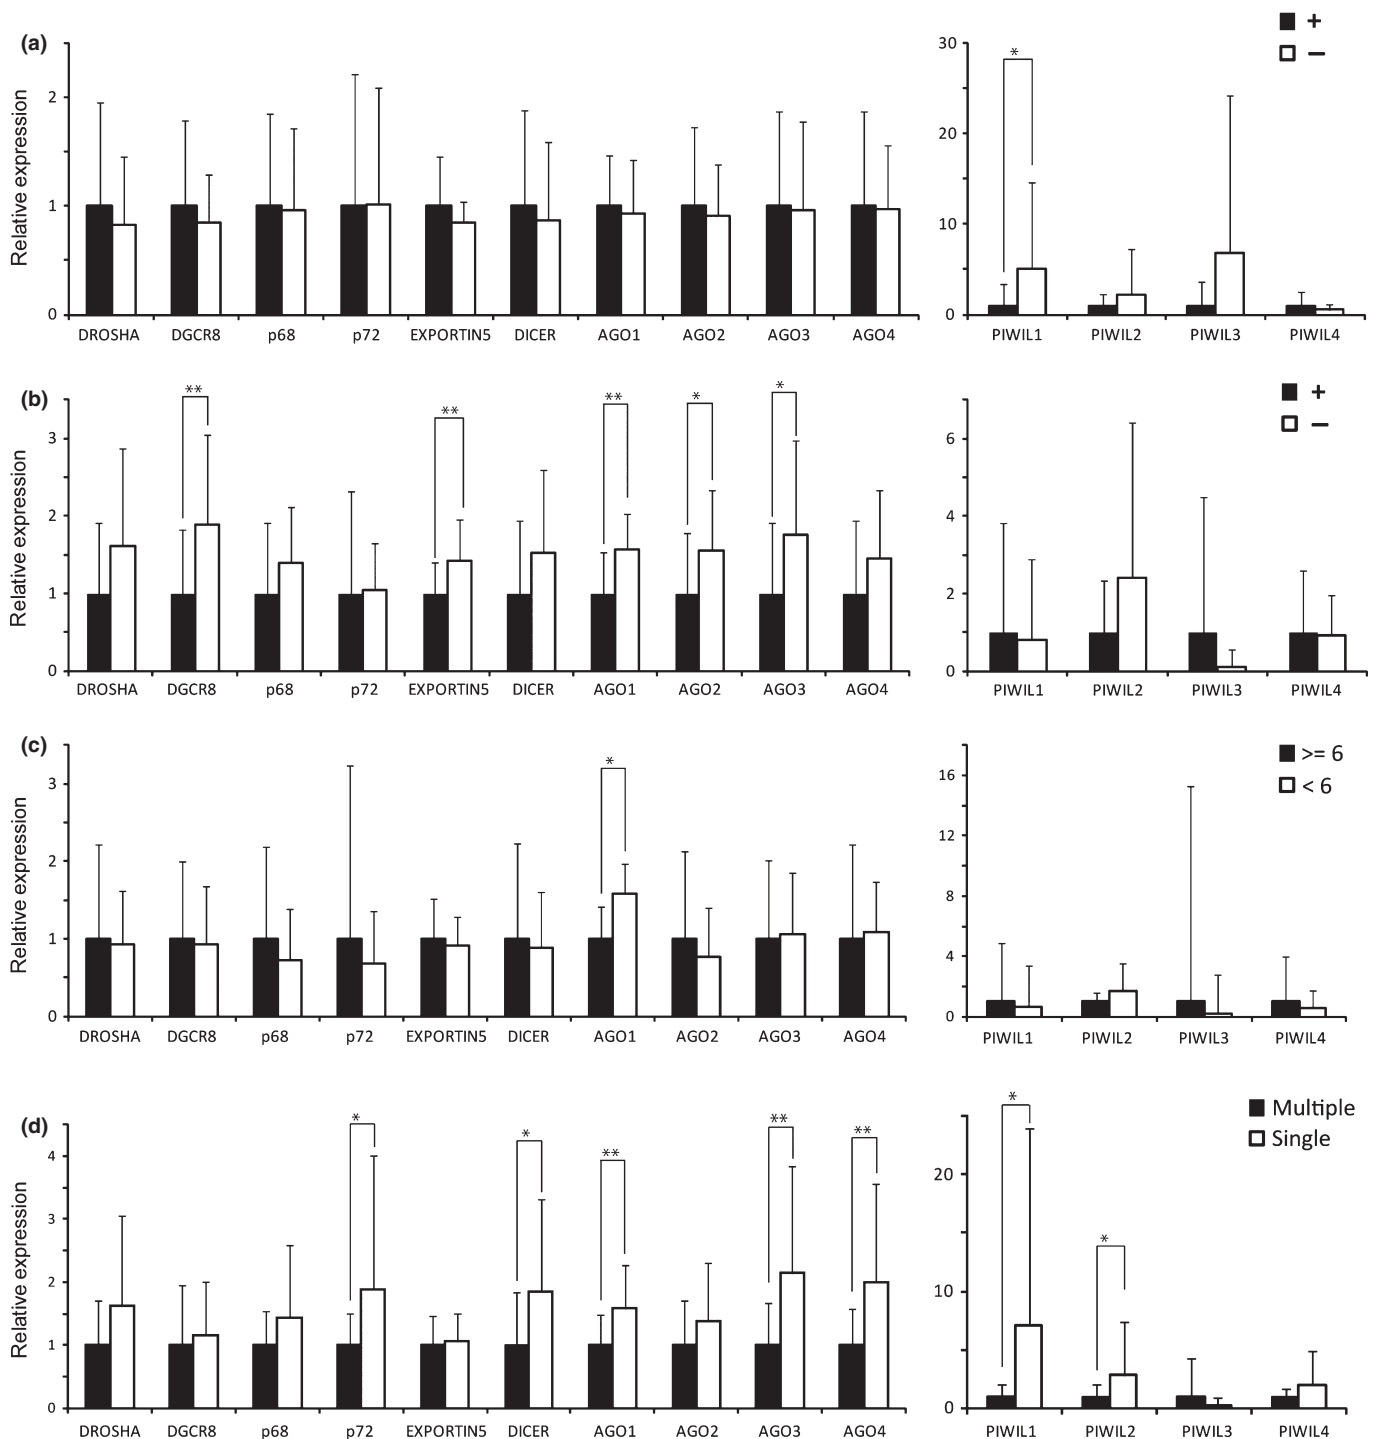 (a)
Relative expression
2
1
0
DROSHA DGCR8 p68 p72 EXPORTIN5 DICER AGO1 AGO2 AGO3 AGO4
30
20
10
0
*
PIWIL1 PIWIL2 PIWIL3 PIWIL4
+
−
(b)
Relative expression
3
2
1
0
** ** ** * *
DROSHA DGCR8 p68 p72 EXPORTIN5 DICER AGO1 AGO2 AGO3 AGO4
6
4
2
0
PIWIL1 PIWIL2 PIWIL3 PIWIL4
+
−
(c)
Relative expression
3
2
1
0
*
DROSHA DGCR8 p68 p72 EXPORTIN5 DICER AGO1 AGO2 AGO3 AGO4
16
12
8
4
0
PIWIL1 PIWIL2 PIWIL3 PIWIL4
>= 6
< 6
(d)
Relative expression
4
3
2
1
0
* * ** ** **
DROSHA DGCR8 p68 p72 EXPORTIN5 DICER AGO1 AGO2 AGO3 AGO4
20
10
0
* *
PIWIL1 PIWIL2 PIWIL3 PIWIL4
Multiple
Single